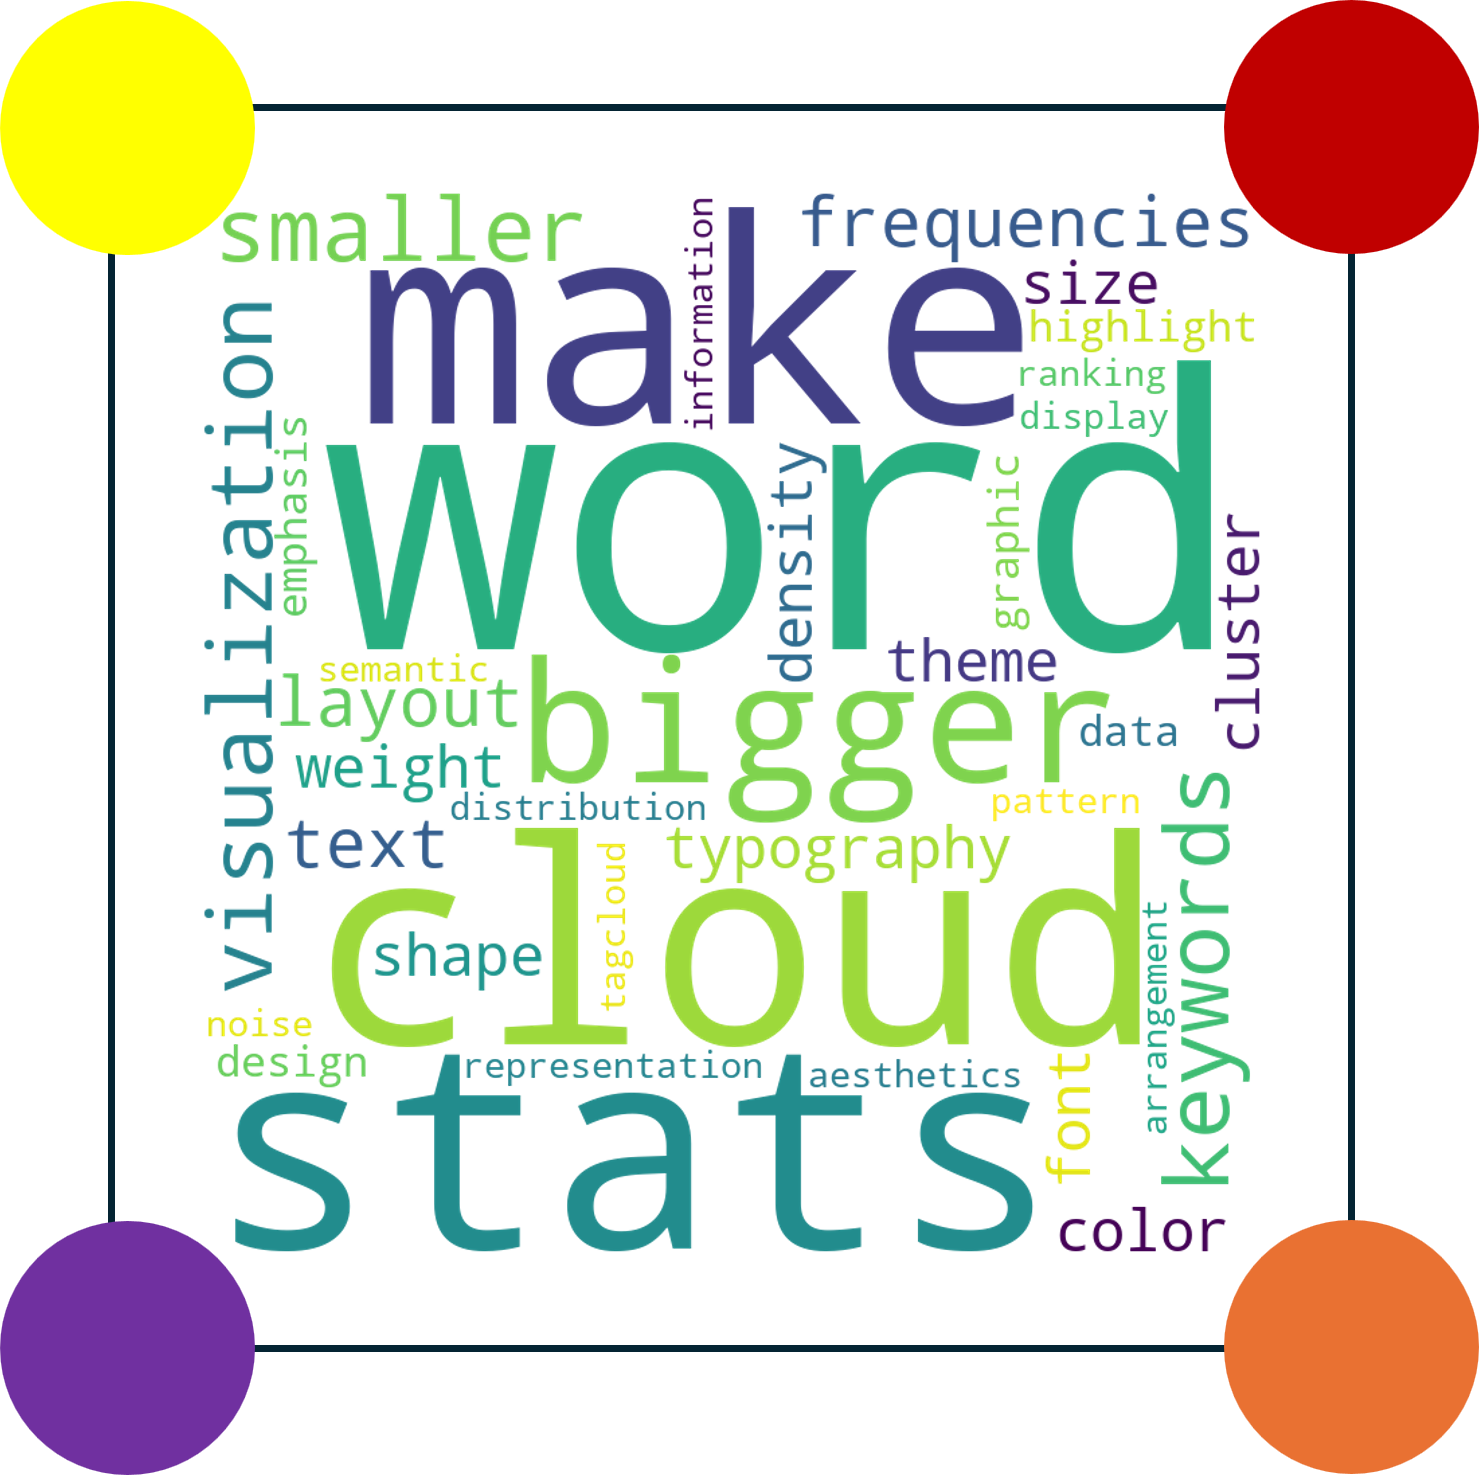 smaller
frequencies
information
make
size
highlight
ranking
display
visualization
emphasis
word
density
graphic
cluster
theme
semantic
layout
bigger
data
weight
distribution
pattern
text
typography
keywords
cloud
shape
tagcloud
arrangement
noise
design
representation
aesthetics
font
stats
color